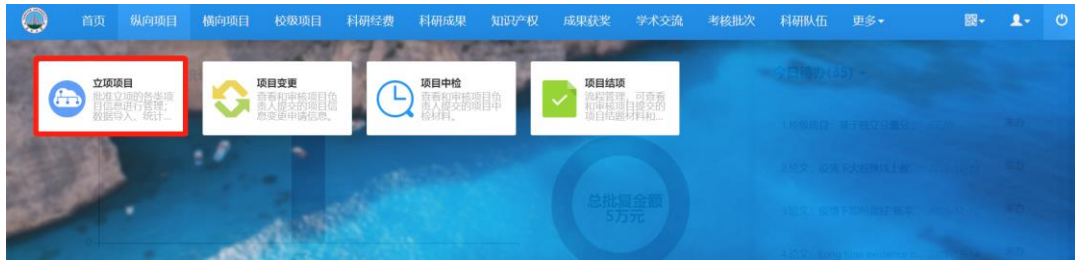 首页 纵向项目 横向项目 校级项目 科研经费 科研成果 知识产权 成果获奖 学术交流 考核批次 科研队伍 更多
立项项目
批准立项的各类项
目信息进行管理，
数据导入、统计...
项目变更
查看和审核项目负
责人提交的项目信
息变更申请信息。
项目中检
查看和审核项目负
责人提交的项目中
检材料。
项目结项
流程管理，可查看
和审核项目提交的
项目结题材料和...
今日待办(85)
总批复金额
5万元
0